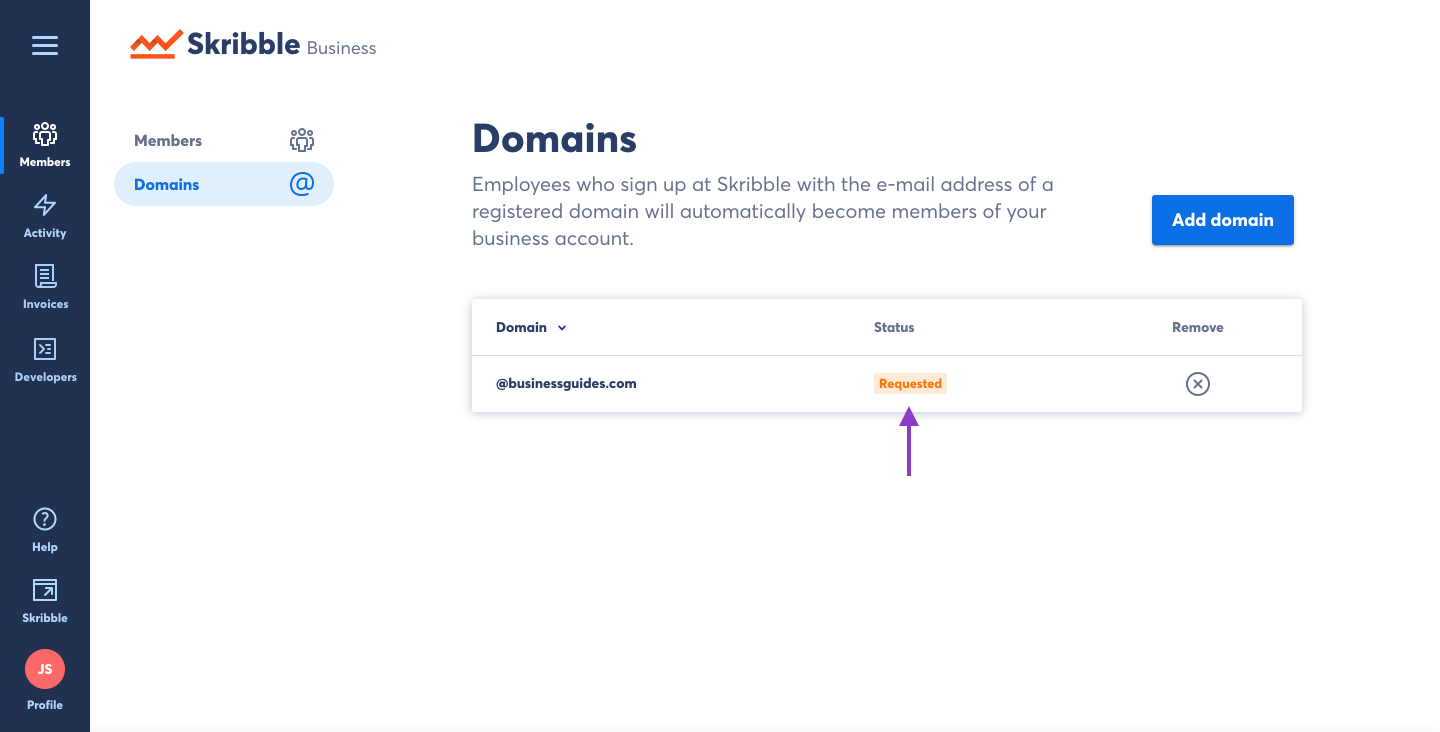 Skribble Business
Members
Activity
Invoices
Developers
Help
Skribble
JS
Profile
Members
Domains
Domains
Employees who sign up at Skribble with the e-mail address of a
registered domain will automatically become members of your
business account.
Add domain
Domain Status Remove
@businessguides.com Requested